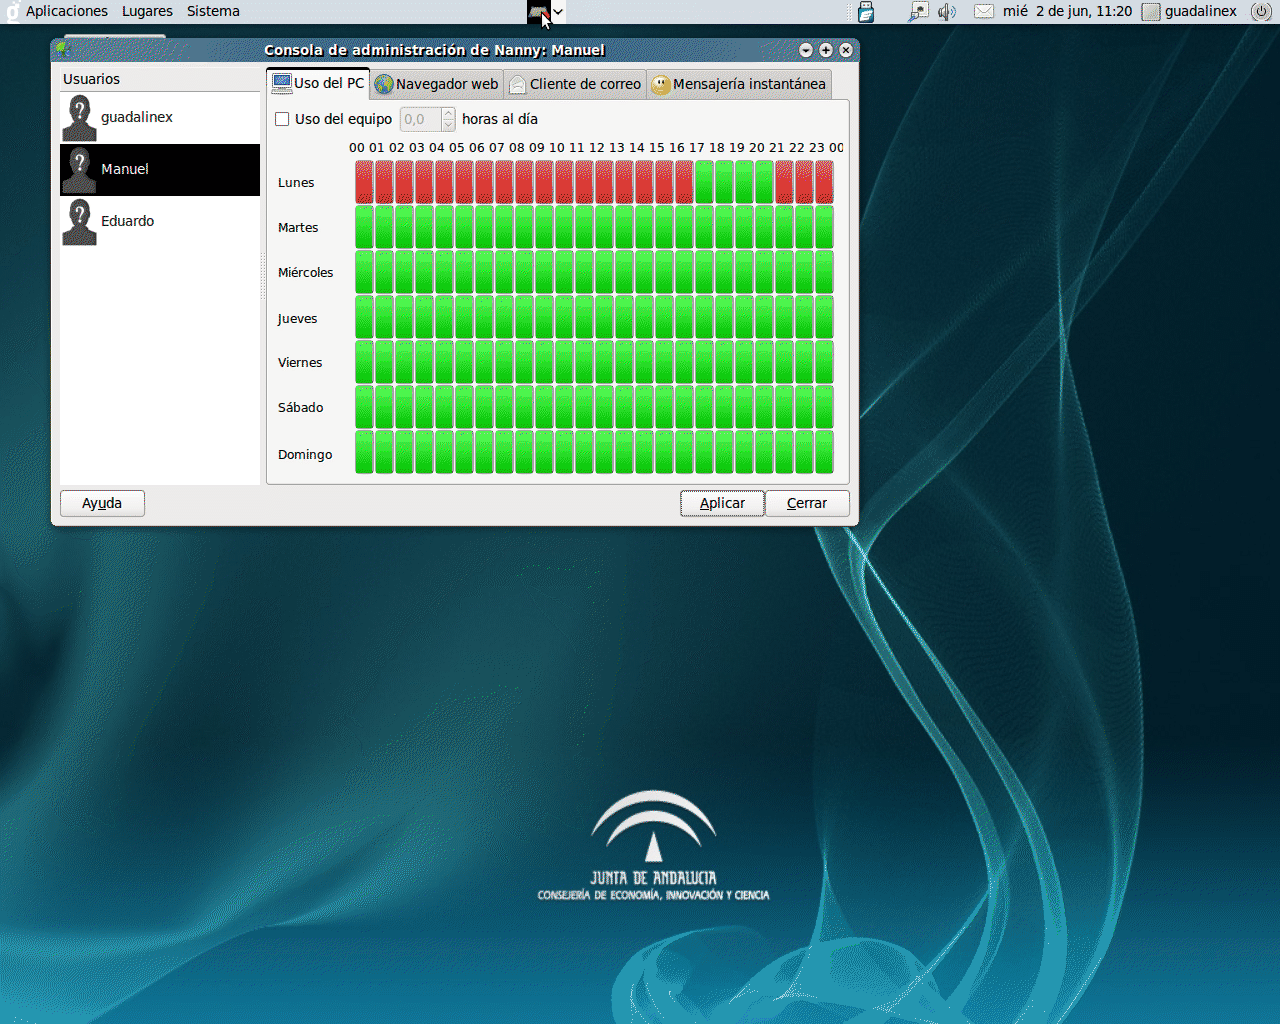 Aplicaciones Lugares Sistema
mié 2 de jun, 11:20 guadalinex
Consola de administración de Nanny: Manuel
Usuarios
guadalinex
Manuel
Eduardo
Uso del PC Navegador web Cliente de correo Mensajería instantánea
Uso del equipo 0,0 horas al día
00 01 02 03 04 05 06 07 08 09 10 11 12 13 14 15 16 17 18 19 20 21 22 23 00
Lunes
Martes
Miércoles
Jueves
Viernes
Sábado
Domingo
Ayuda Aplicar Cerrar
JUNTA DE ANDALUCIA
CONSEJERÍA DE ECONOMÍA, INNOVACIÓN Y CIENCIA